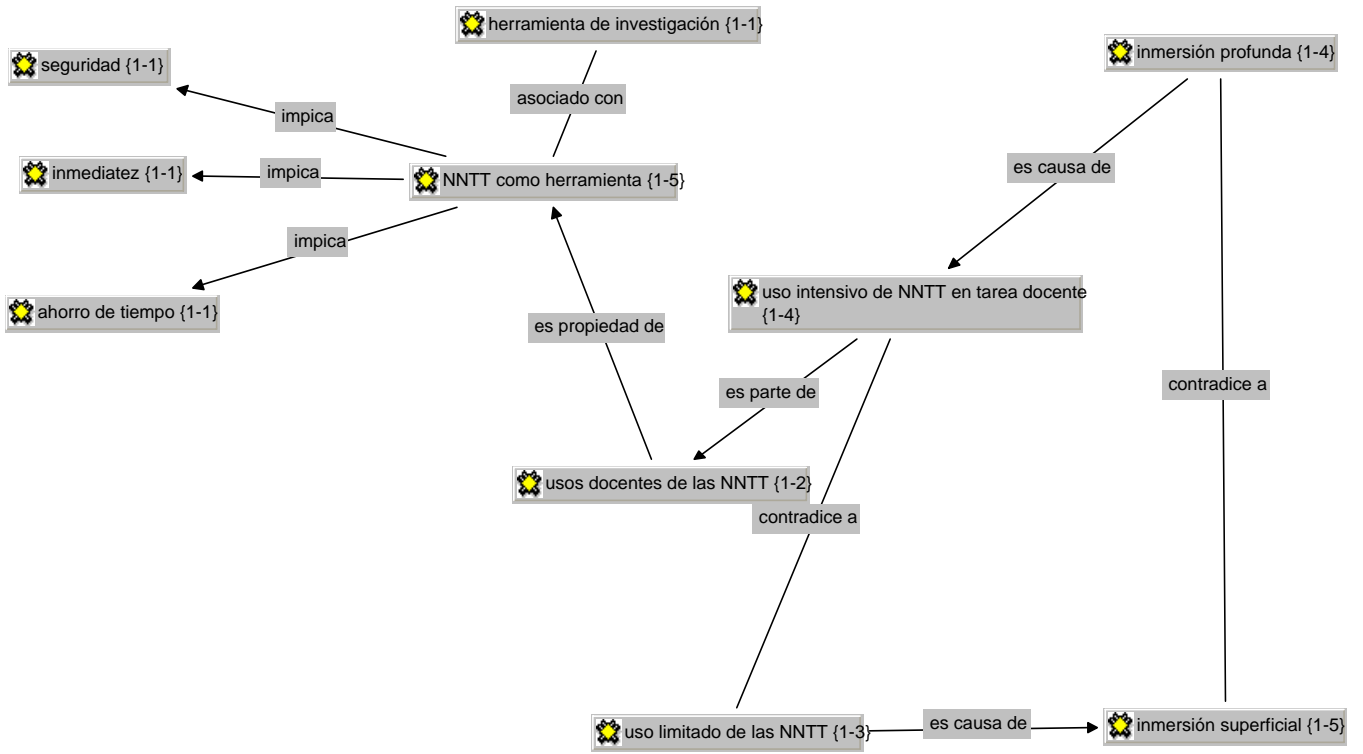 herramienta de investigación {1-1}
inmersión profunda {1-4}
seguridad {1-1}
asociado con
impica
es causa de
inmediatez {1-1}
impica
NNTT como herramienta {1-5}
impica
ahorro de tiempo {1-1}
uso intensivo de NNTT en tarea docente
{1-4}
es propiedad de
contradice a
es parte de
usos docentes de las NNTT {1-2}
contradice a
uso limitado de las NNTT {1-3}
es causa de
inmersión superficial {1-5}